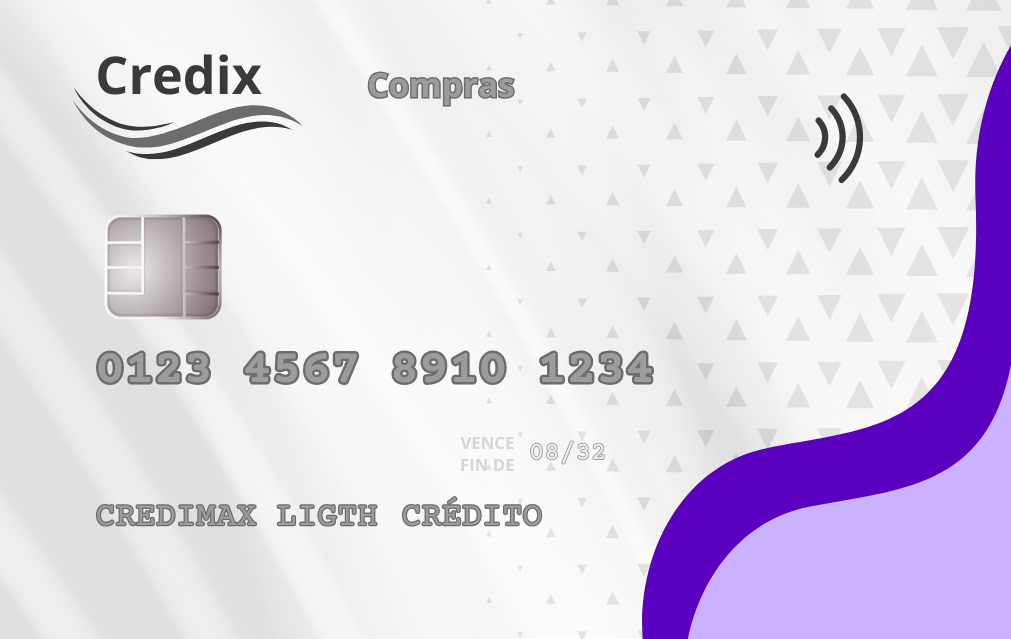 Credix
Compras
0123 4567 8910 1234
VENCE
FIN DE
08/32
CREDIMAX LIGTH CRÉDITO